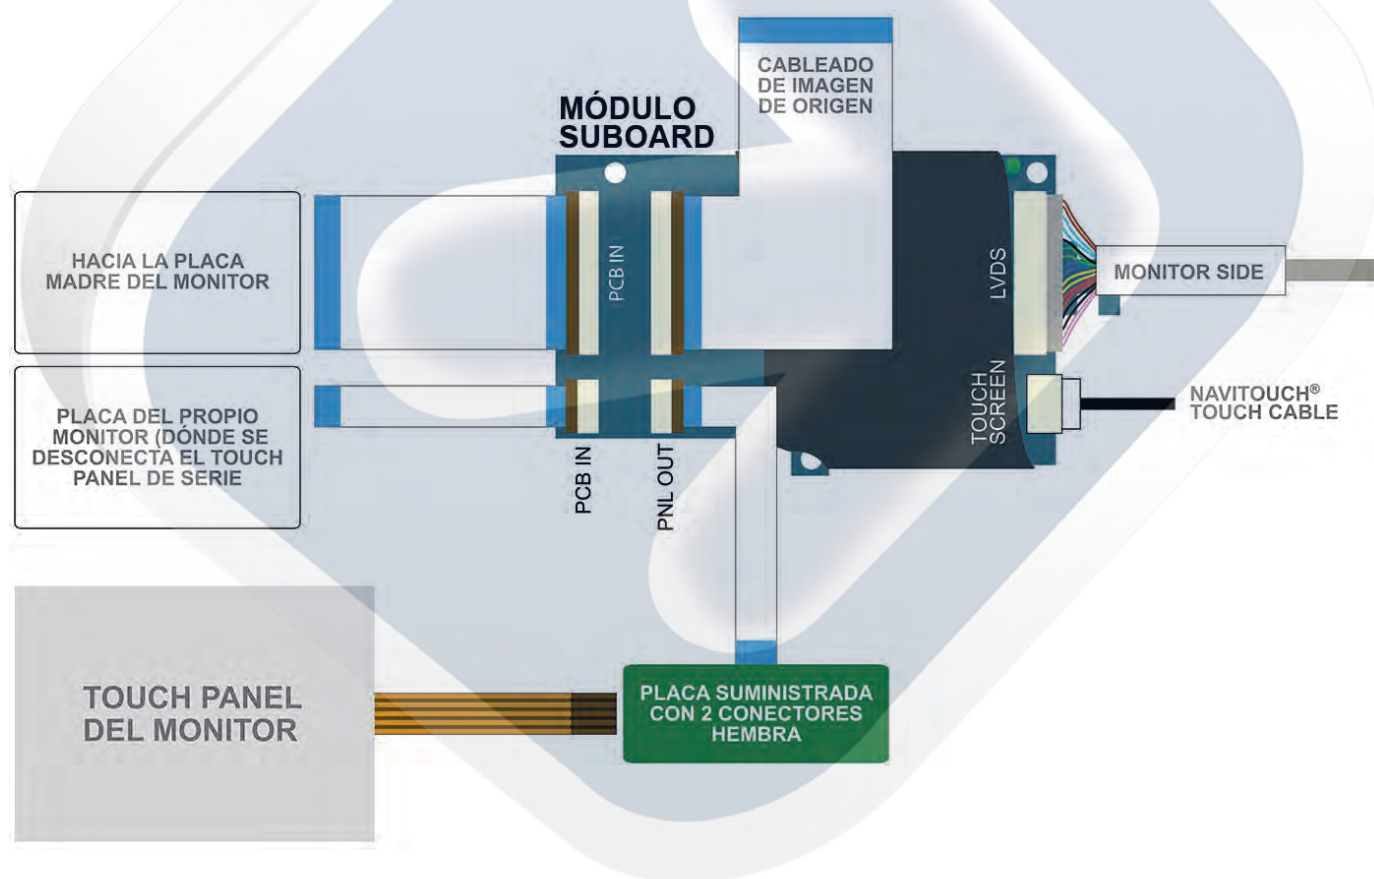 CABLEADO
DE IMAGEN
DE ORIGEN
MÓDULO
SUBOARD
HACIA LA PLACA
MADRE DEL MONITOR
PCB IN
LVDS
MONITOR SIDE
PLACA DEL PROPIO
MONITOR (DÓNDE SE
DESCONECTA EL TOUCH
PANEL DE SERIE
TOUCH
SCREEN
NAVITOUCH®
TOUCH CABLE
PCB IN
PNL OUT
TOUCH PANEL
DEL MONITOR
PLACA SUMINISTRADA
CON 2 CONECTORES
HEMBRA